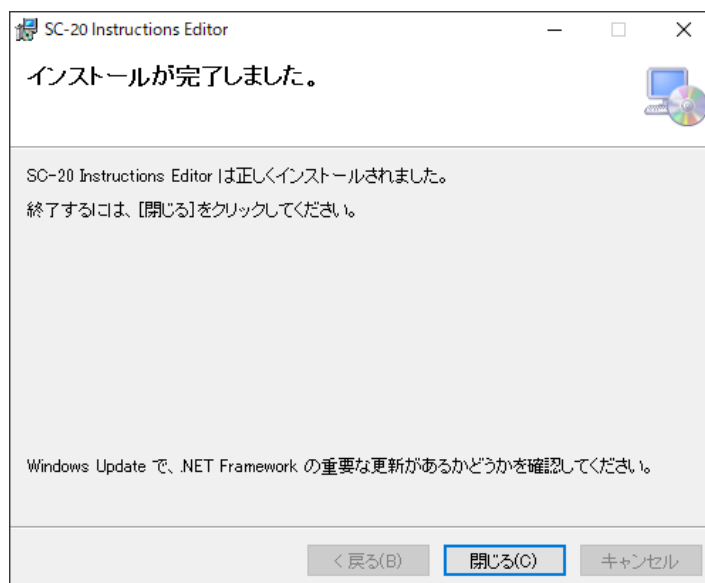 SC-20 Instructions Editor
インストールが完了しました。
SC-20 Instructions Editor は正しくインストールされました。
終了するには、[閉じる]をクリックしてください。
Windows Update で、.NET Framework の重要な更新があるかどうかを確認してください。
< 戻る(B)
閉じる(C)
キャンセル